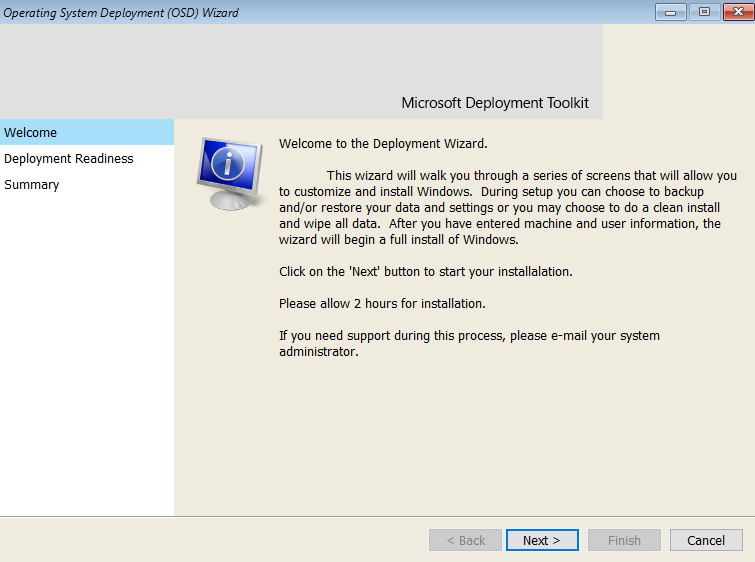 Operating System Deployment (OSD) Wizard
Microsoft Deployment Toolkit
Welcome
Deployment Readiness
Summary
Welcome to the Deployment Wizard.
This wizard will walk you through a series of screens that will allow you
to customize and install Windows. During setup you can choose to backup
and/or restore your data and settings or you may choose to do a clean install
and wipe all data. After you have entered machine and user information, the
wizard will begin a full install of Windows.
Click on the 'Next' button to start your installalation.
Please allow 2 hours for installation.
If you need support during this process, please e-mail your system
administrator.
< Back Next > Finish Cancel